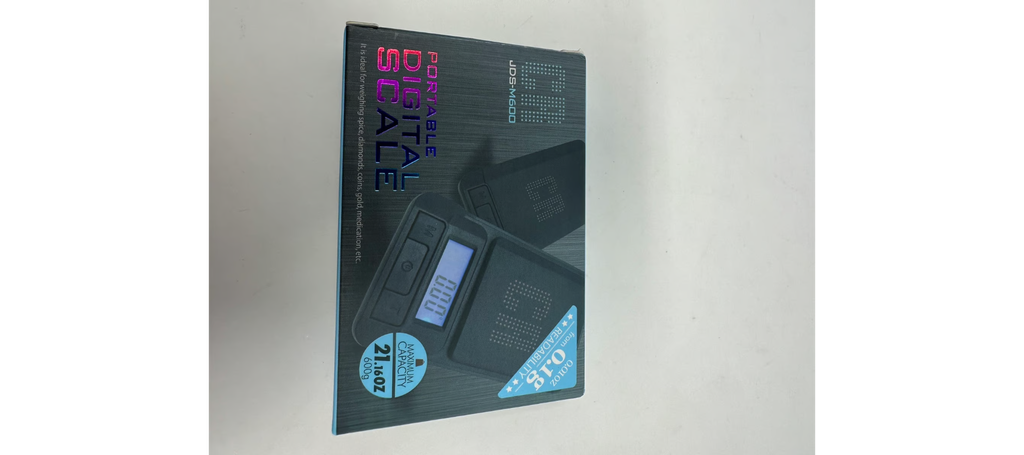 JDS-M600
PORTABLE
DIGITAL
SCALE
It is ideal for weighing spice, diamonds, coins, gold, medication, etc.
0.00
from
0.01oz
0.1g
READABILITY
MAXIMUM
CAPACITY
21.16OZ
600g